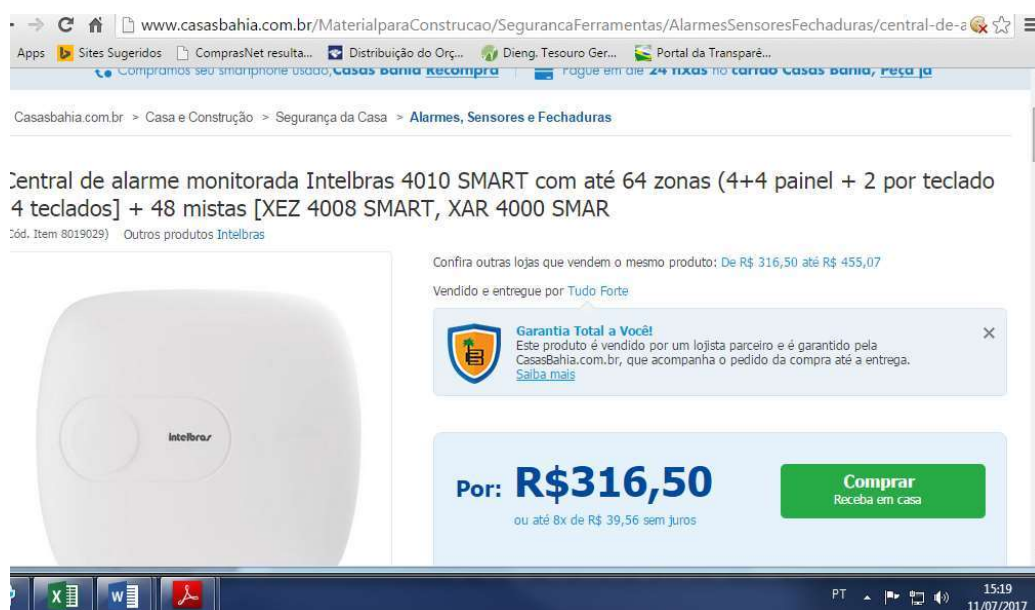 www.casasbahia.com.br/MaterialparaConstrucao/SegurancaFerramentas/AlarmesSensoresFechaduras/central-de-a
Apps Sites Sugeridos ComprasNet resulta... Distribuição do Orç... Dieng. Tesouro Ger... Portal da Transparê...
Compramos seu smartphone usado, Casas Bahia Recompra Pague em até 24 fixas no cartão Casas Bahia, Peça já
Casasbahia.com.br > Casa e Construção > Segurança da Casa > Alarmes, Sensores e Fechaduras
Central de alarme monitorada Intelbras 4010 SMART com até 64 zonas (4+4 painel + 2 por teclado
4 teclados] + 48 mistas [XEZ 4008 SMART, XAR 4000 SMAR
Cód. Item 8019029) Outros produtos Intelbras
Confira outras lojas que vendem o mesmo produto: De R$ 316,50 até R$ 455,07
Vendido e entregue por Tudo Forte
Garantia Total a Você!
Este produto é vendido por um lojista parceiro e é garantido pela
CasasBahia.com.br, que acompanha o pedido da compra até a entrega.
Saiba mais
intelbras
Por: R$316,50
ou até 8x de R$ 39,56 sem juros
Comprar
Receba em casa
PT
15:19
11/07/2017